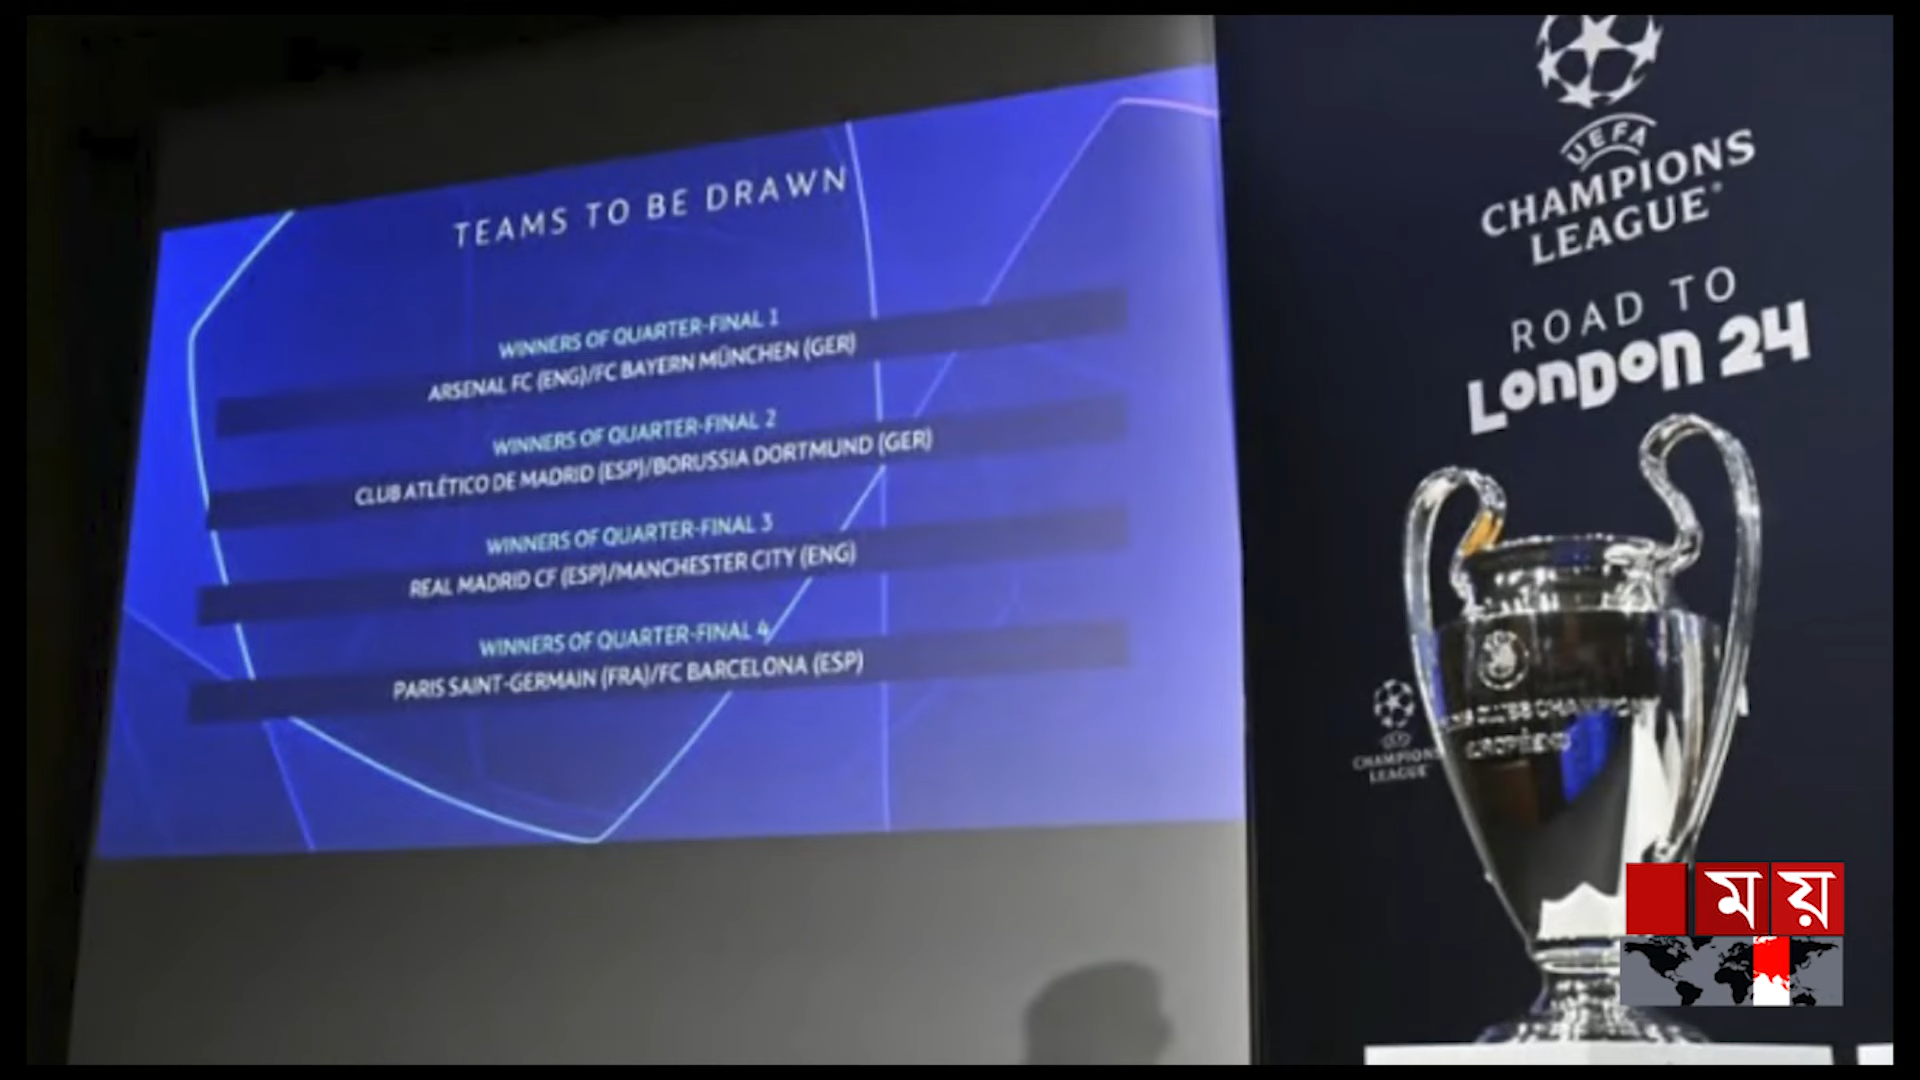 TEAMS TO BE DRAWN
WINNERS OF QUARTER-FINAL 1
ARSENAL FC (ENG)/FC BAYERN MÜNCHEN (GER)
WINNERS OF QUARTER-FINAL 2
CLUB ATLÉTICO DE MADRID (ESP)/BORUSSIA DORTMUND (GER)
WINNERS OF QUARTER-FINAL 3
REAL MADRID CF (ESP)/MANCHESTER CITY (ENG)
WINNERS OF QUARTER-FINAL 4
PARIS SAINT-GERMAIN (FRA)/FC BARCELONA (ESP)
UEFA
CHAMPIONS
LEAGUE
ROAD TO
LONDON 24
CHAMPIONS
LEAGUE
ময়